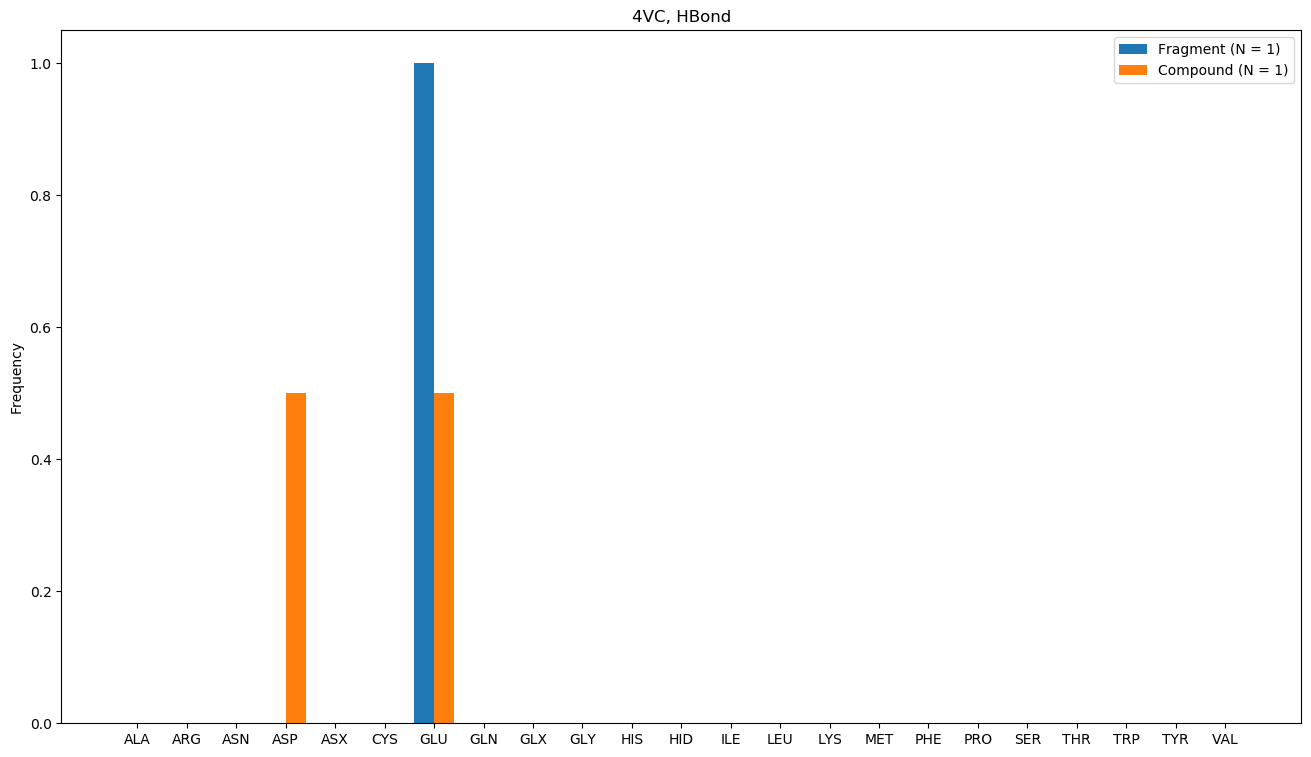 4VC, HBond
Fragment (N = 1)
Compound (N = 1)
1.0
0.8
0.6
0.4
0.2
0.0
Frequency
ALA ARG ASN ASP ASX CYS GLU GLN GLX GLY HIS HID ILE LEU LYS MET PHE PRO SER THR TRP TYR VAL